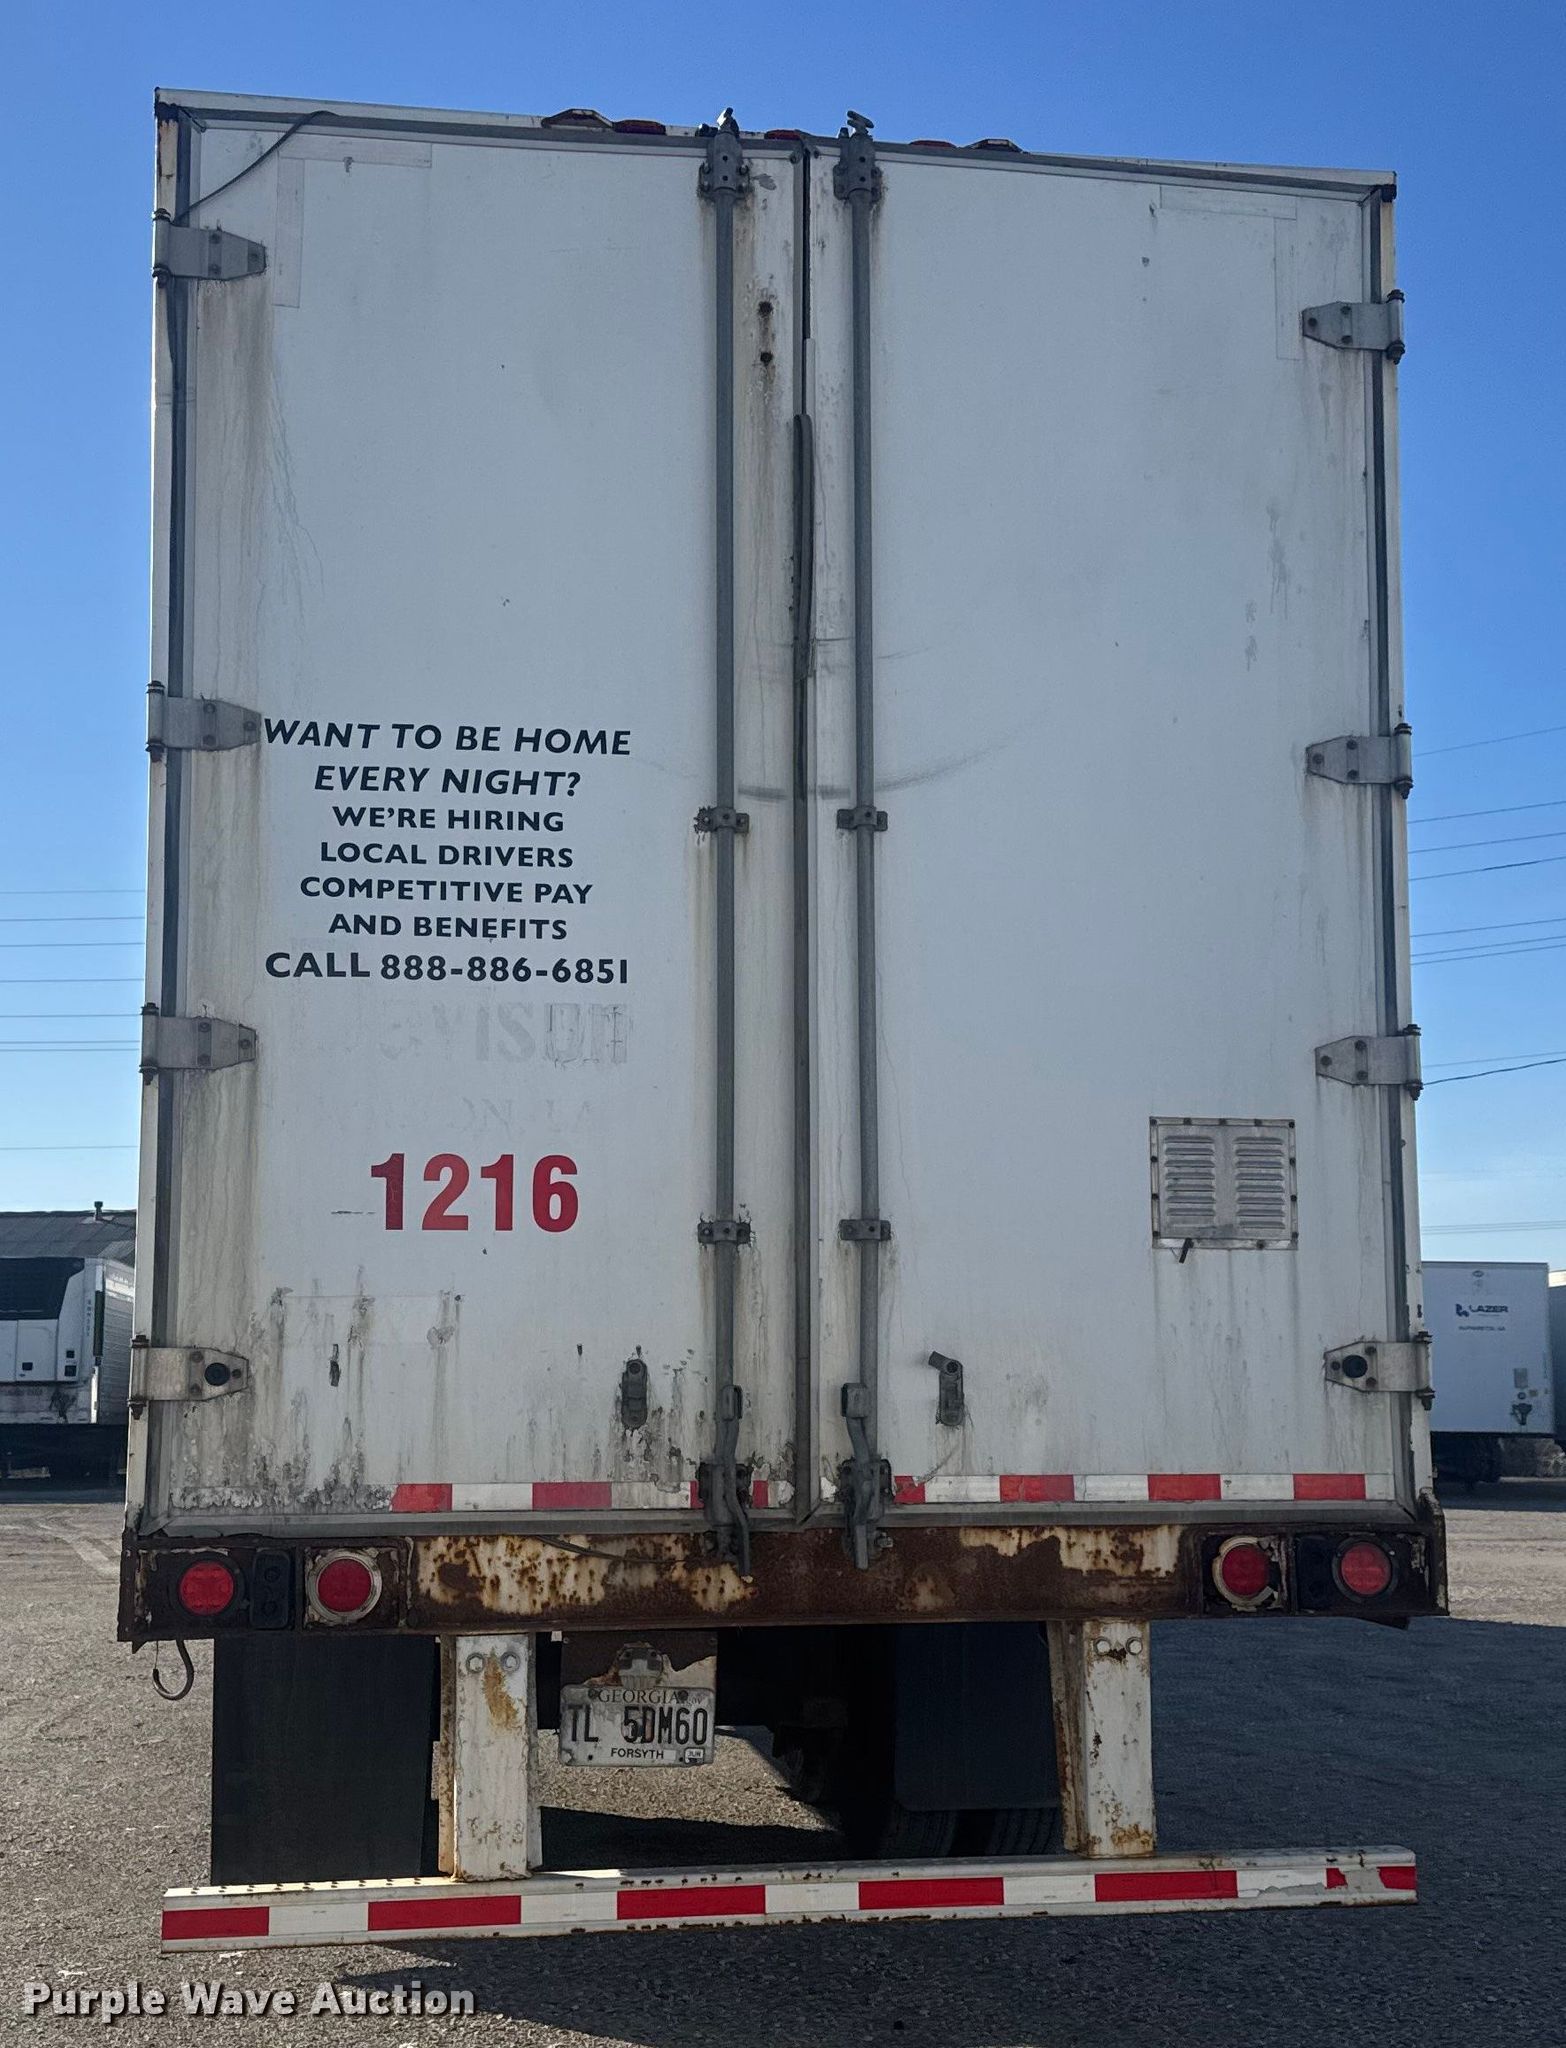 WANT TO BE HOME
EVERY NIGHT?
WE'RE HIRING
LOCAL DRIVERS
COMPETITIVE PAY
AND BENEFITS
CALL 888-886-6851
1216
LAZER
GEORGIA
TL 5DM60
FORSYTH JUN
Purple Wave Auction